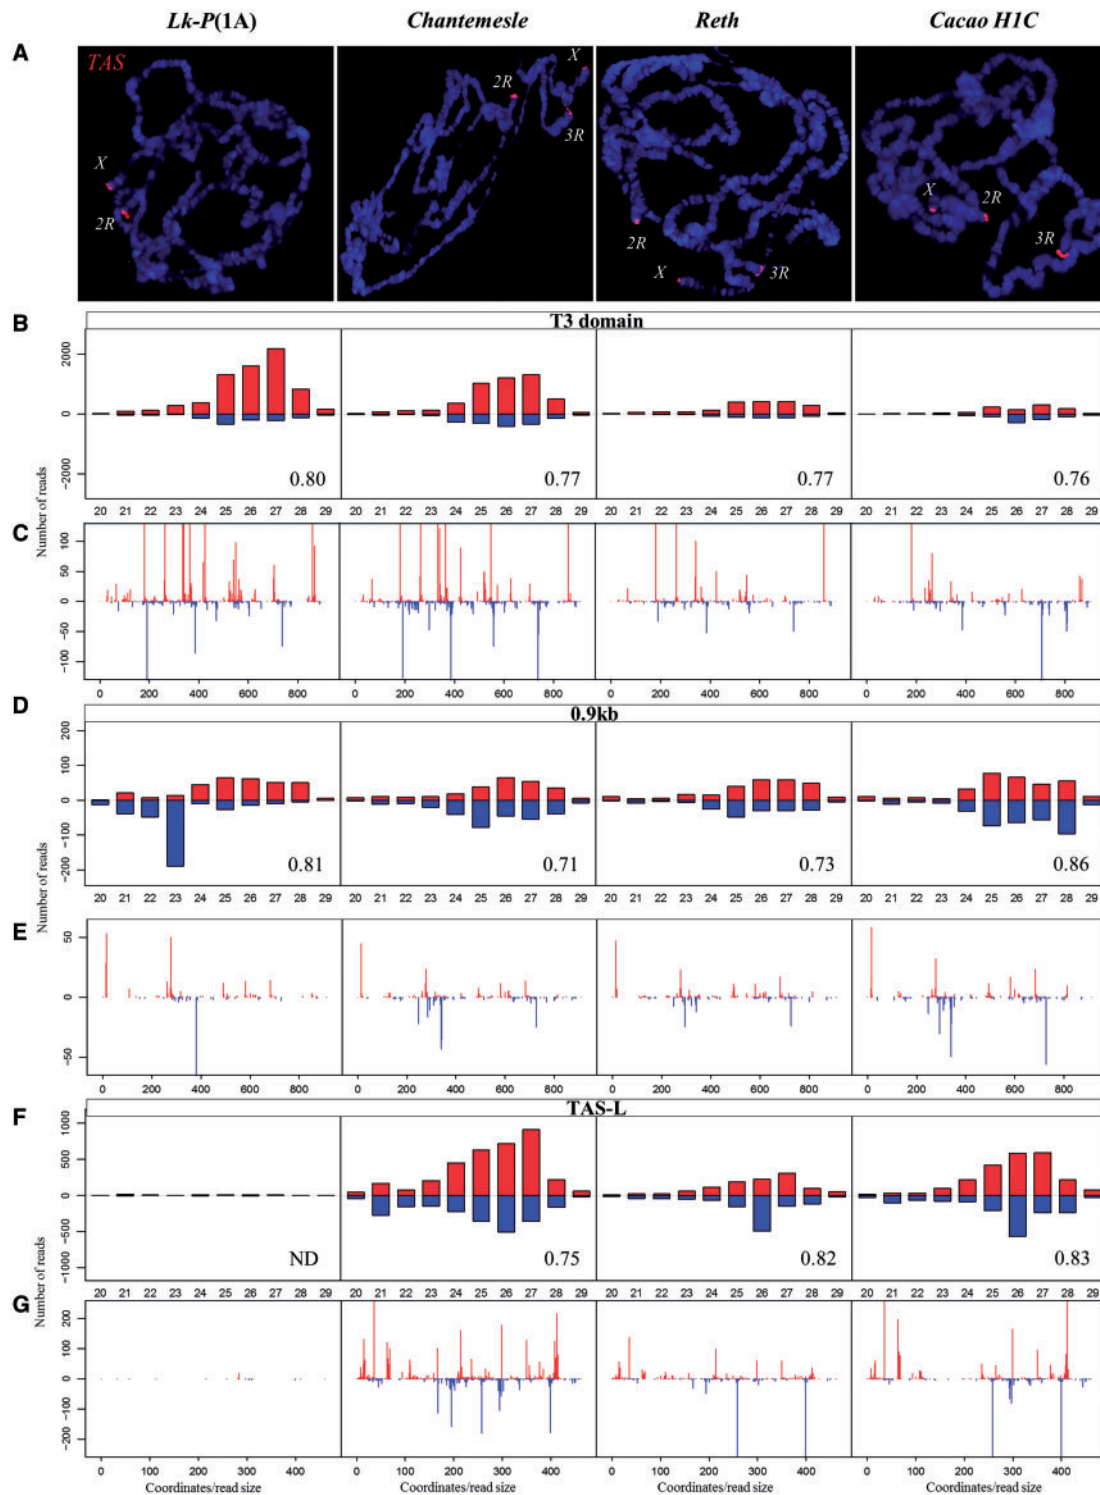 Lk-P(1A) Chantemesle Reth Cacao H1C
A
TAS
X
2R
2R
X
3R
2R
X
3R
X
2R
3R
B
T3 domain
2000
0
-2000
0.80 0.77 0.77 0.76
20 21 22 23 24 25 26 27 28 29 20 21 22 23 24 25 26 27 28 29 20 21 22 23 24 25 26 27 28 29 20 21 22 23 24 25 26 27 28 29
Number of reads
C
100
50
0
-50
-100
0 200 400 600 800 0 200 400 600 800 0 200 400 600 800 0 200 400 600 800
D
0.9kb
200
100
0
-100
-200
0.81 0.71 0.73 0.86
20 21 22 23 24 25 26 27 28 29 20 21 22 23 24 25 26 27 28 29 20 21 22 23 24 25 26 27 28 29 20 21 22 23 24 25 26 27 28 29
Number of reads
E
50
0
-50
0 200 400 600 800 0 200 400 600 800 0 200 400 600 800 0 200 400 600 800
F
TAS-L
1000
500
0
-500
-1000
ND 0.75 0.82 0.83
20 21 22 23 24 25 26 27 28 29 20 21 22 23 24 25 26 27 28 29 20 21 22 23 24 25 26 27 28 29 20 21 22 23 24 25 26 27 28 29
Number of reads
G
200
100
0
-100
-200
0 100 200 300 400 0 100 200 300 400 0 100 200 300 400 0 100 200 300 400
Coordinates/read size Coordinates/read size Coordinates/read size Coordinates/read size